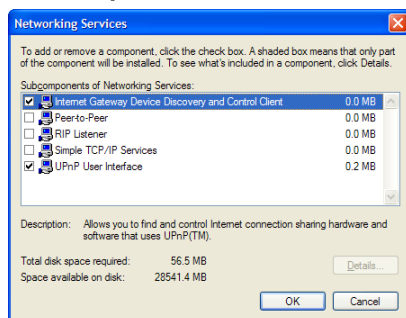 Networking Services
To add or remove a component, click the check box. A shaded box means that only part
of the component will be installed. To see what's included in a component, click Details.
Subcomponents of Networking Services:
Internet Gateway Device Discovery and Control Client 0.0 MB
Peer-to-Peer 0.0 MB
RIP Listener 0.0 MB
Simple TCP/IP Services 0.0 MB
UPnP User Interface 0.2 MB
Description: Allows you to find and control Internet connection sharing hardware and
software that uses UPnP(TM).
Total disk space required: 56.5 MB
Space available on disk: 28541.4 MB
Details...
OK Cancel